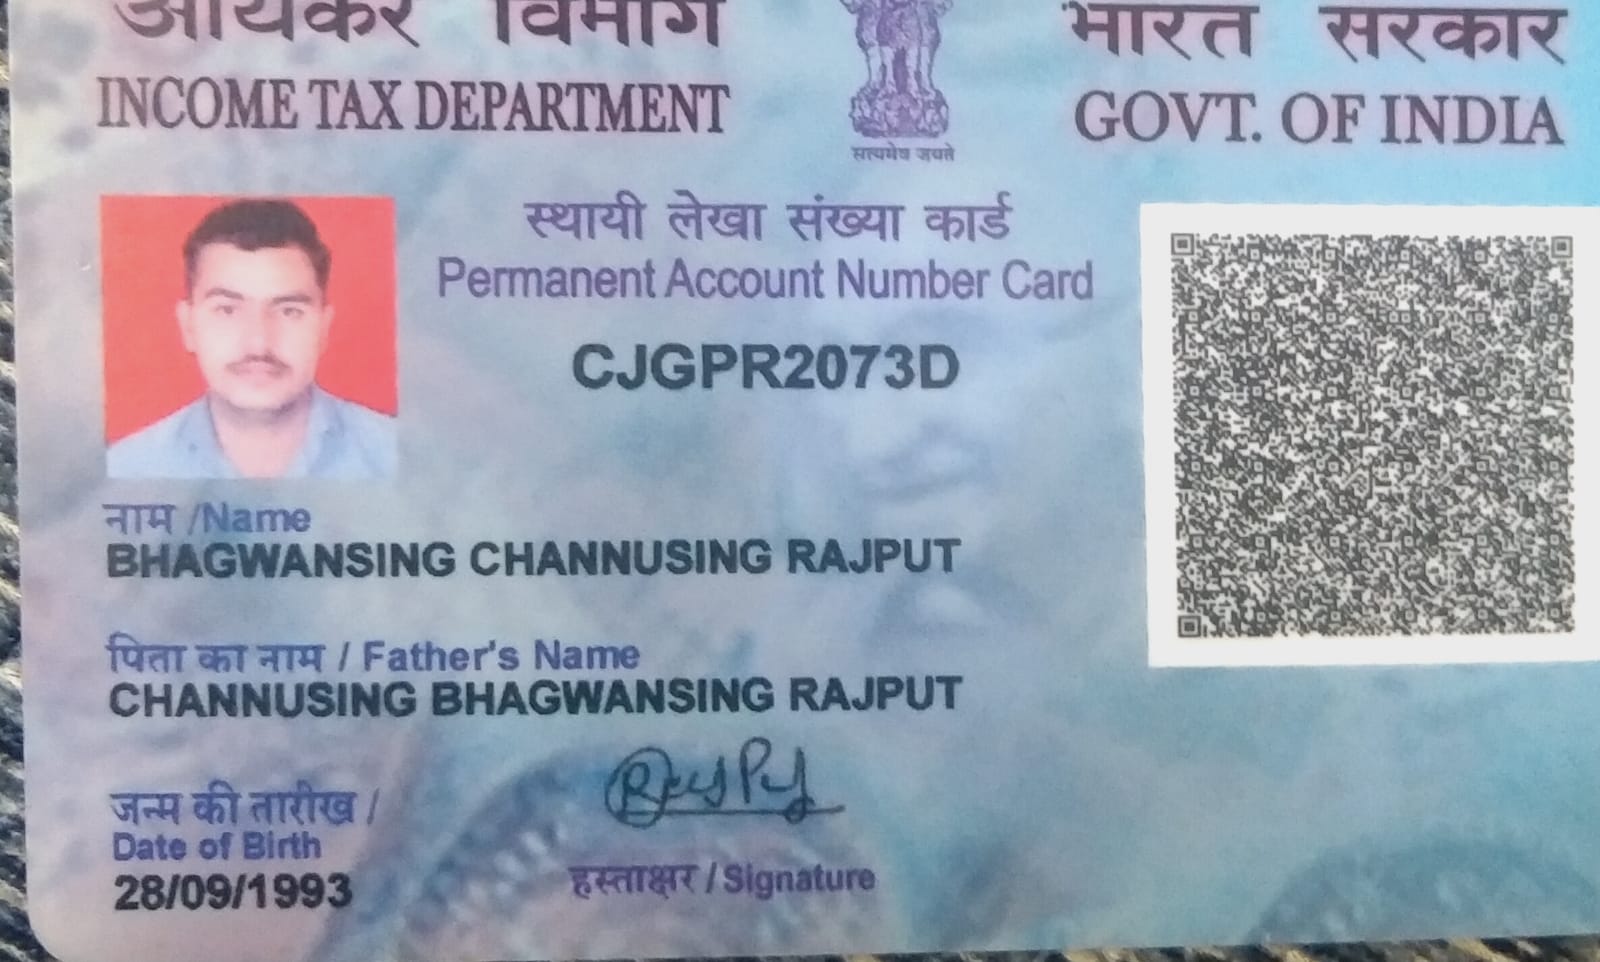 आयकर विभाग
INCOME TAX DEPARTMENT
सत्यमेव जयते
भारत सरकार
GOVT. OF INDIA
स्थायी लेखा संख्या कार्ड
Permanent Account Number Card
CJGPR2073D
नाम /Name
BHAGWANSING CHANNUSING RAJPUT
पिता का नाम / Father's Name
CHANNUSING BHAGWANSING RAJPUT
जन्म की तारीख /
Date of Birth
28/09/1993
हस्ताक्षर / Signature